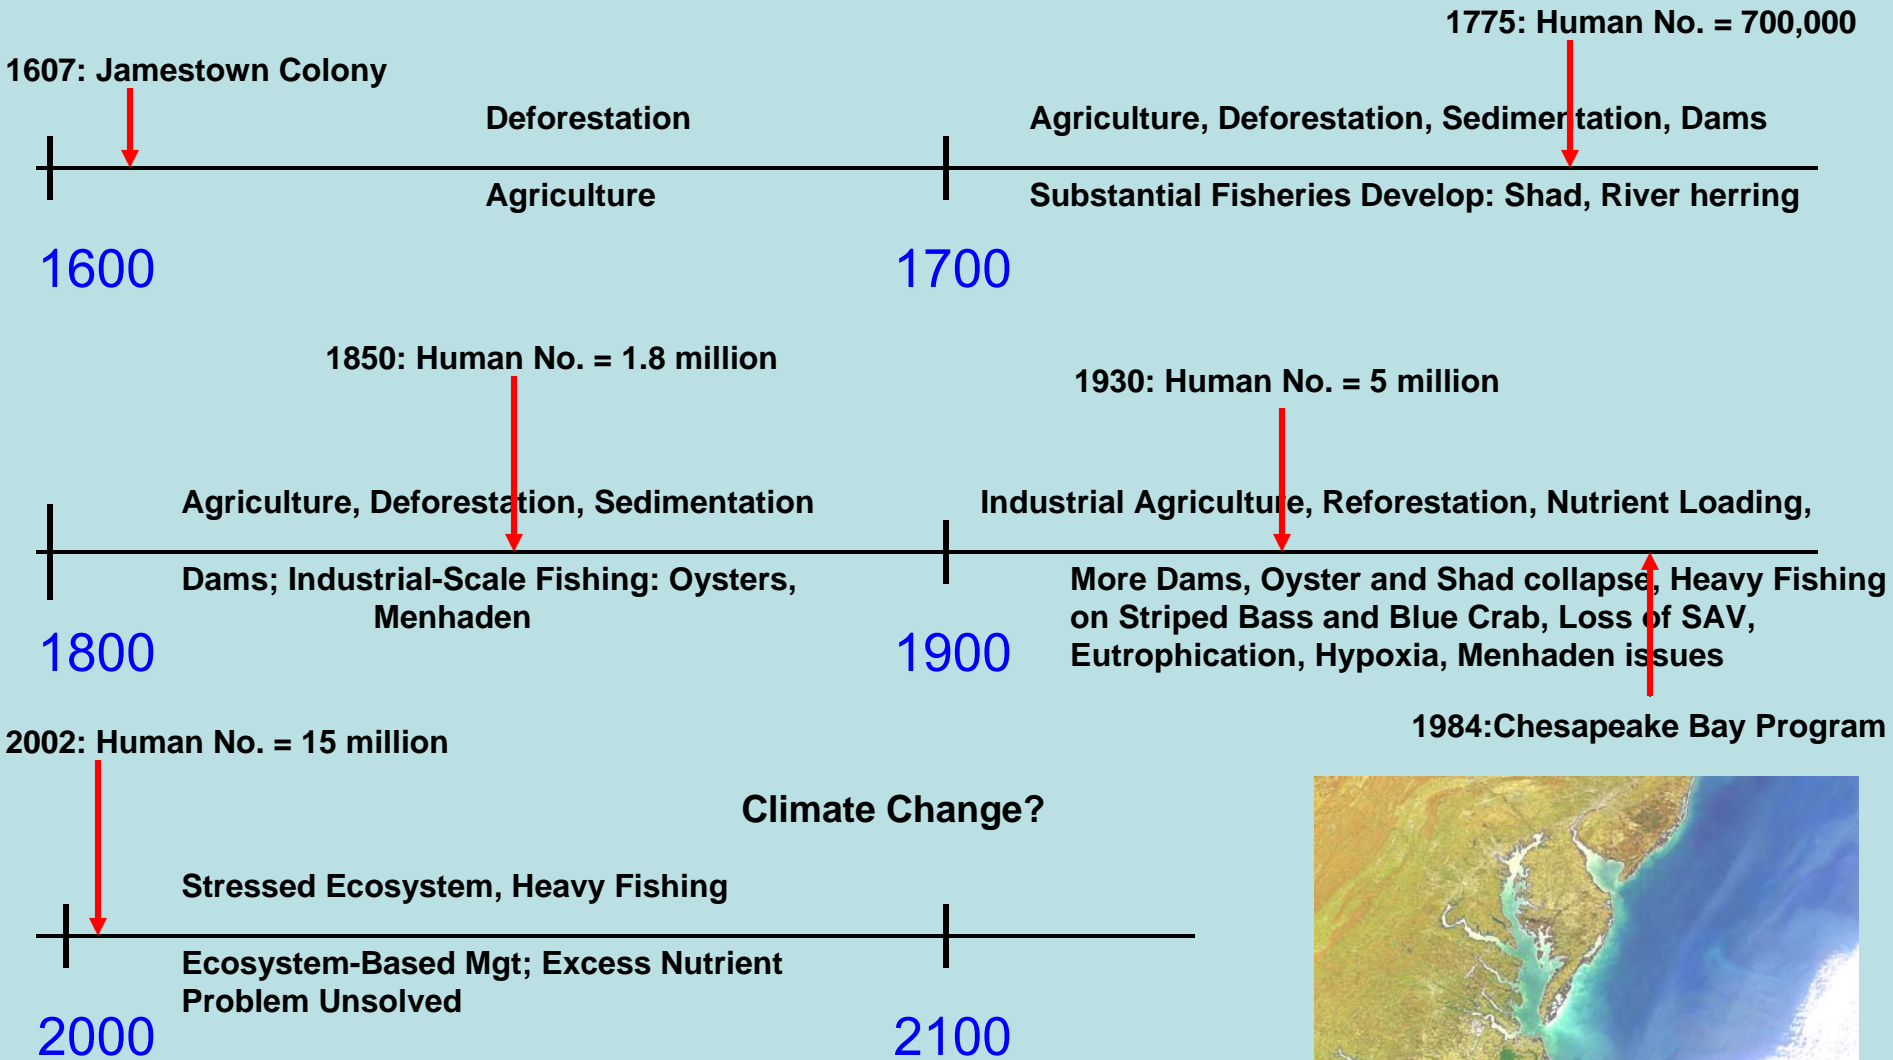 1775: Human No. = 700,000
1607: Jamestown Colony
Deforestation
Agriculture, Deforestation, Sedimentation, Dams
Agriculture
Substantial Fisheries Develop: Shad, River herring
1600
1700
1850: Human No. = 1.8 million
1930: Human No. = 5 million
Agriculture, Deforestation, Sedimentation
Industrial Agriculture, Reforestation, Nutrient Loading,
Dams; Industrial-Scale Fishing: Oysters,
Menhaden
More Dams, Oyster and Shad collapse, Heavy Fishing
on Striped Bass and Blue Crab, Loss of SAV,
Eutrophication, Hypoxia, Menhaden issues
1800
1900
1984:Chesapeake Bay Program
2002: Human No. = 15 million
Climate Change?
Stressed Ecosystem, Heavy Fishing
Ecosystem-Based Mgt; Excess Nutrient
Problem Unsolved
2000
2100